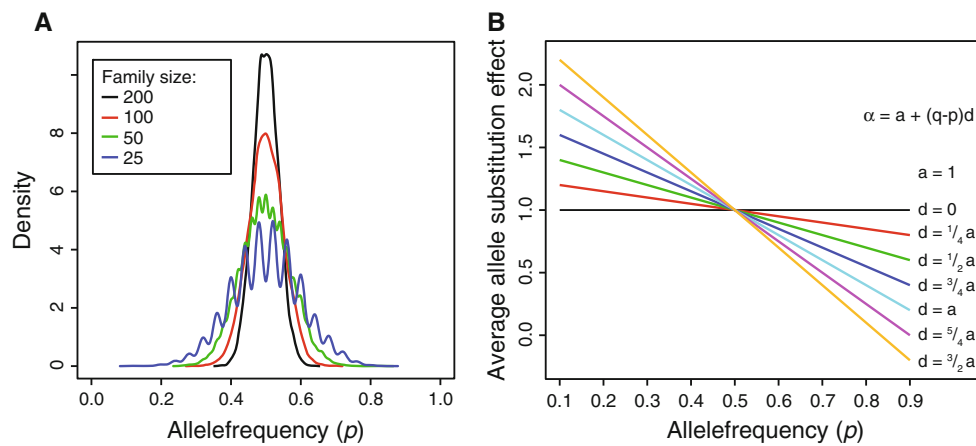 A
Family size:
200
100
50
25
Density
0
2
4
6
8
0.0
0.2
0.4
0.6
0.8
1.0
Allelefrequency (p)
B
Average allele substitution effect
0.0
0.5
1.0
1.5
2.0
α = a + (q-p)d
a = 1
d = 0
d = 1/4 a
d = 1/2 a
d = 3/4 a
d = a
d = 5/4 a
d = 3/2 a
0.1
0.2
0.3
0.4
0.5
0.6
0.7
0.8
0.9
Allelefrequency (p)